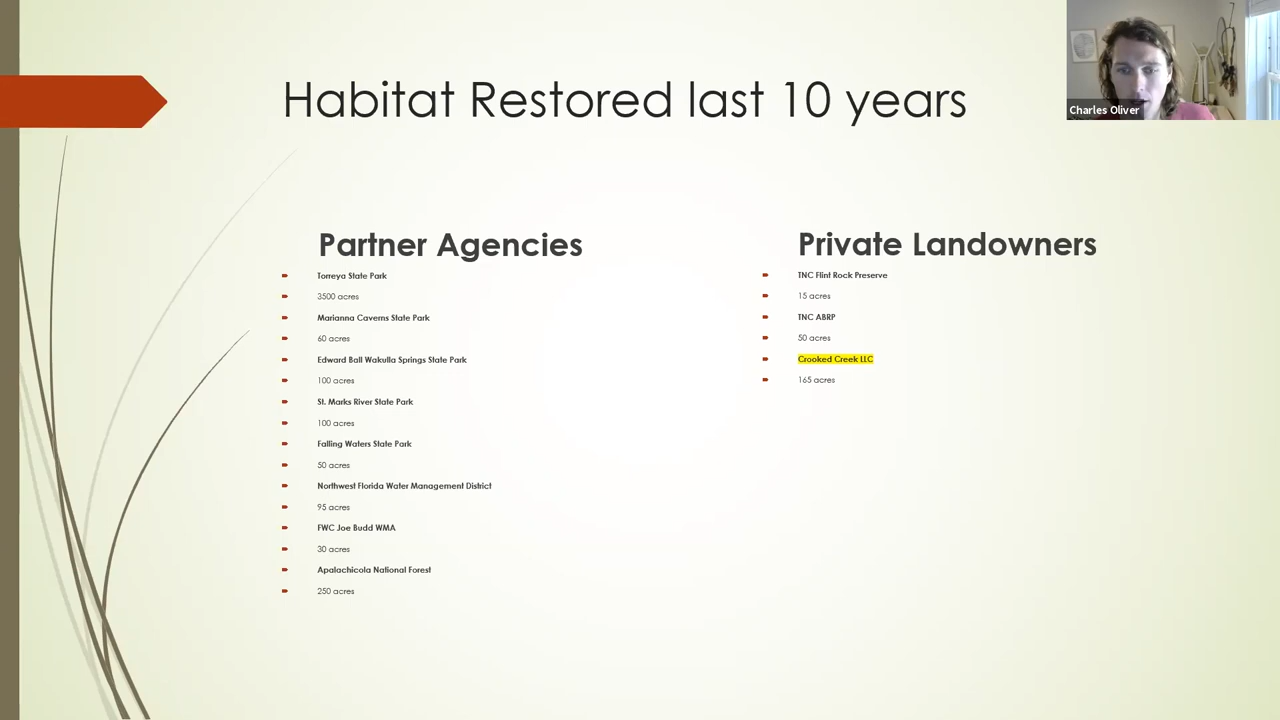 Habitat Restored last 10 years
Charles Oliver
Partner Agencies
Torreya State Park
3500 acres
Marianna Caverns State Park
60 acres
Edward Ball Wakulla Springs State Park
100 acres
St. Marks River State Park
100 acres
Falling Waters State Park
50 acres
Northwest Florida Water Management District
95 acres
FWC Joe Budd WMA
30 acres
Apalachicola National Forest
250 acres
Private Landowners
TNC Flint Rock Preserve
15 acres
TNC ABRP
50 acres
Crooked Creek LLC
165 acres